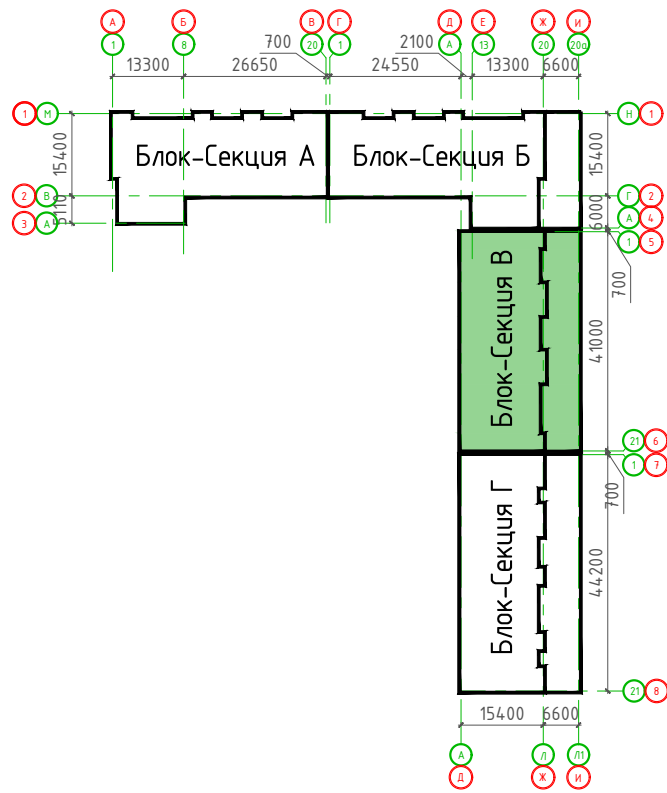 А Б В Г Д Е Ж И
1 8 20 1 А 13 20 20а
700 2100
13300 26650 24550 13300 6600
1 М Н 1
15400 Блок-Секция А Блок-Секция Б 15400
2 В Г 2
5110 6000
3 А А 4
1 5
700
Блок-Секция В
41000
21 6
1 7
700
Блок-Секция Г
44200
21 8
15400 6600
А Л Л1
Д Ж И